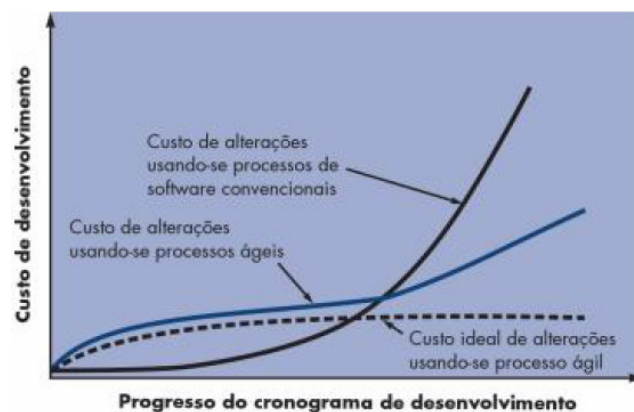 Custo de desenvolvimento
Custo de alterações
usando-se processos de
software convencionais
Custo de alterações
usando-se processos ágeis
Custo ideal de alterações
usando-se processo ágil
Progresso do cronograma de desenvolvimento